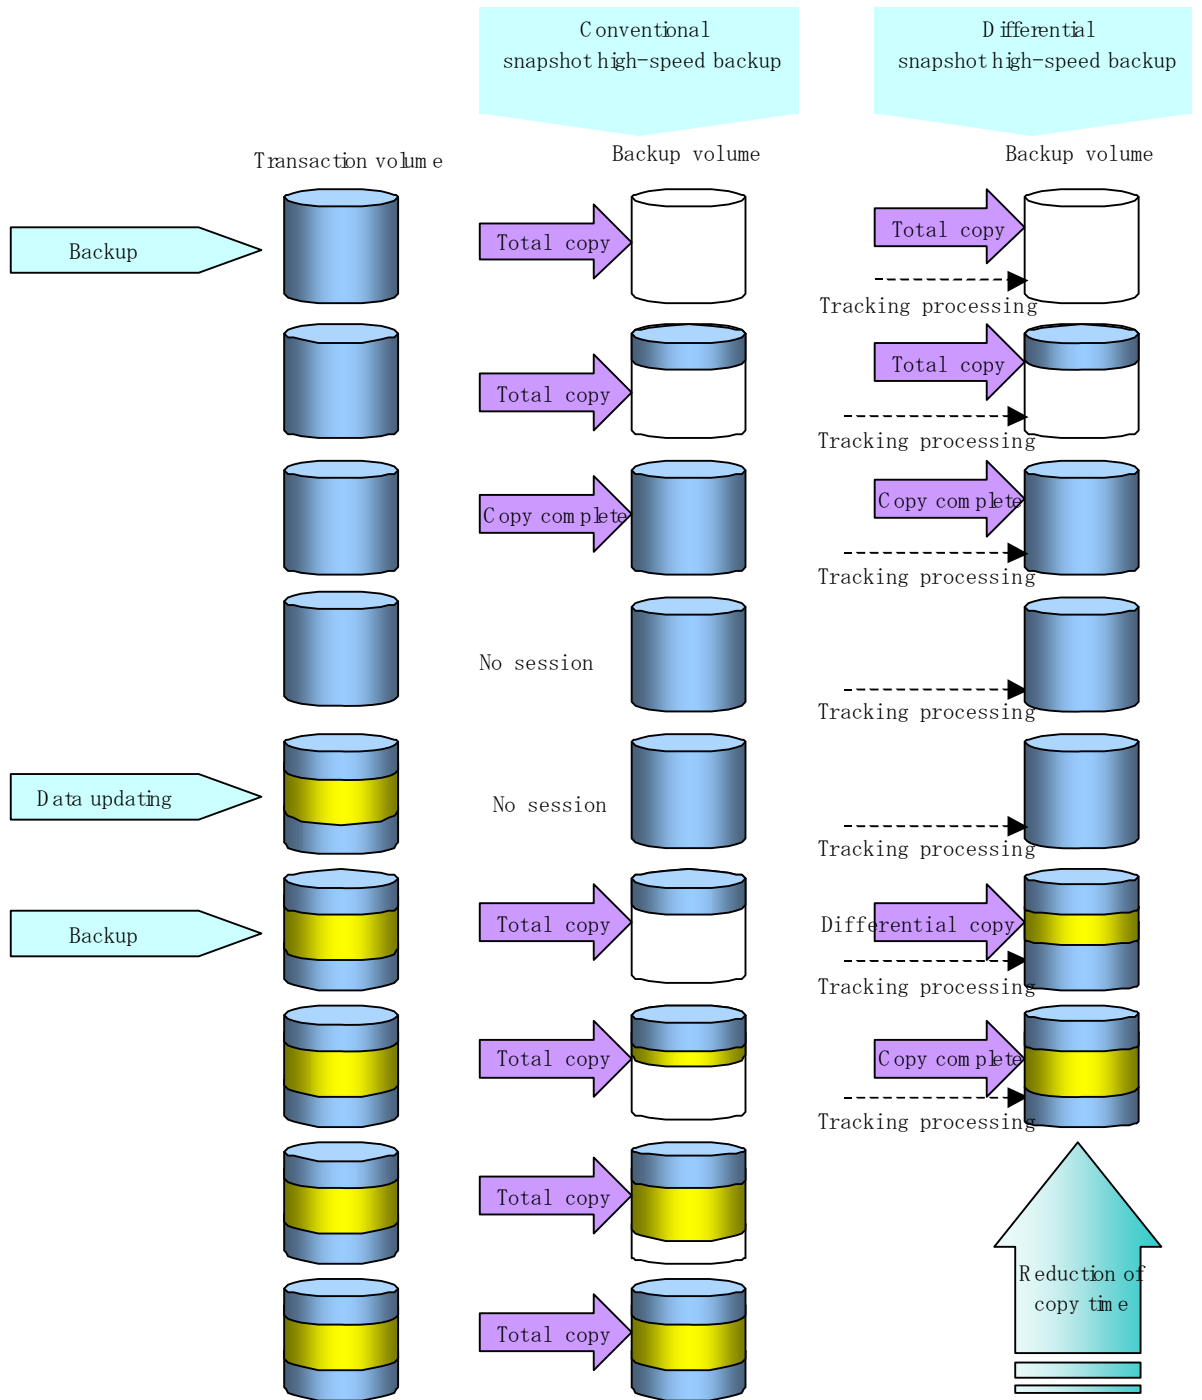 Conventional
snapshot high-speed backup
Differential
snapshot high-speed backup
Transaction volume
Backup volume
Backup volume
Backup
Total copy
Total copy
Tracking processing
Total copy
Total copy
Tracking processing
Copy complete
Copy complete
Tracking processing
No session
Tracking processing
Data updating
No session
Tracking processing
Backup
Total copy
Differential copy
Tracking processing
Total copy
Copy complete
Tracking processing
Total copy
Reduction of
copy time
Total copy